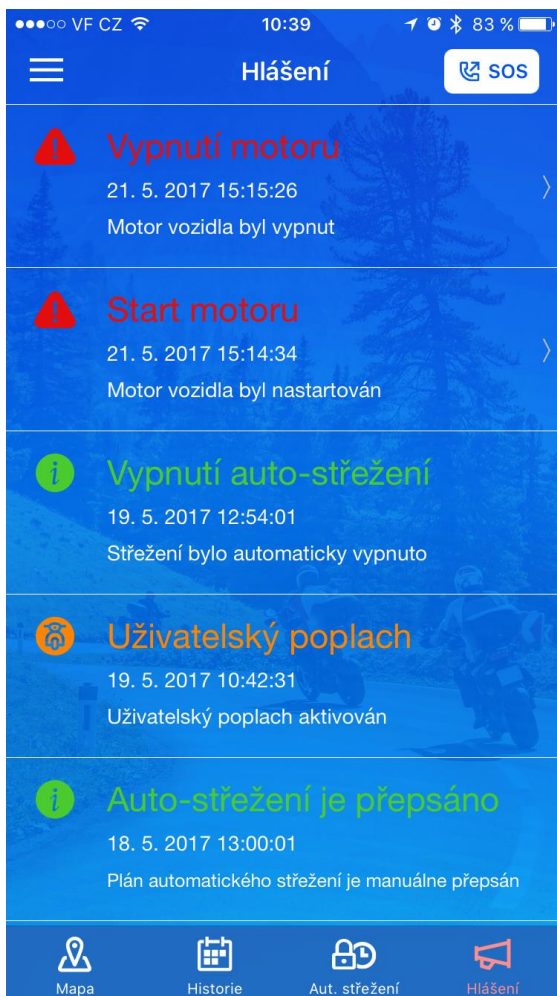 VF CZ 10:39 83 %
Hlášení SOS
Vypnutí motoru
21. 5. 2017 15:15:26
Motor vozidla byl vypnut
Start motoru
21. 5. 2017 15:14:34
Motor vozidla byl nastartován
Vypnutí auto-střežení
19. 5. 2017 12:54:01
Střežení bylo automaticky vypnuto
Uživatelský poplach
19. 5. 2017 10:42:31
Uživatelský poplach aktivován
Auto-střežení je přepsáno
18. 5. 2017 13:00:01
Plán automatického střežení je manuálne přepsán
Mapa Historie Aut. střežení Hlášení